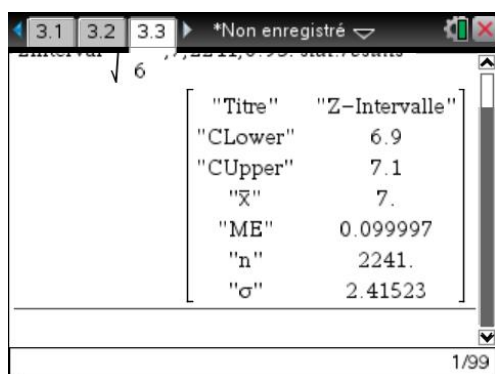 3.1 3.2 3.3 *Non enregistré
6
"Titre" "Z-Intervalle"
"CLower" 6.9
"CUpper" 7.1
"x̄" 7.
"ME" 0.099997
"n" 2241.
"σ" 2.41523
1/99